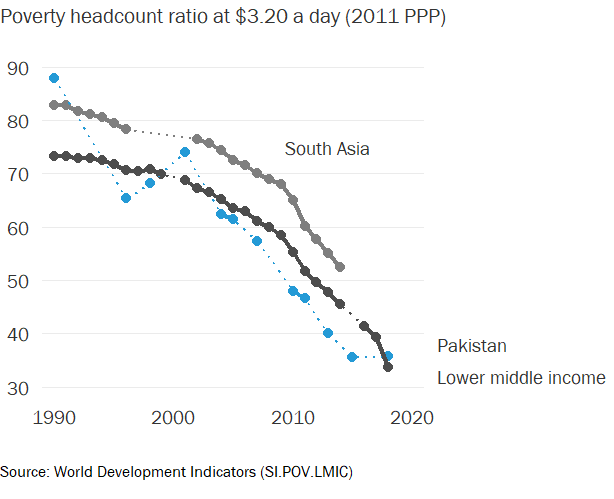 Poverty headcount ratio at $3.20 a day (2011 PPP)
90
80
South Asia
70
60
50
40
Pakistan
Lower middle income
30
1990 2000 2010 2020
Source: World Development Indicators (SI.POV.LMIC)